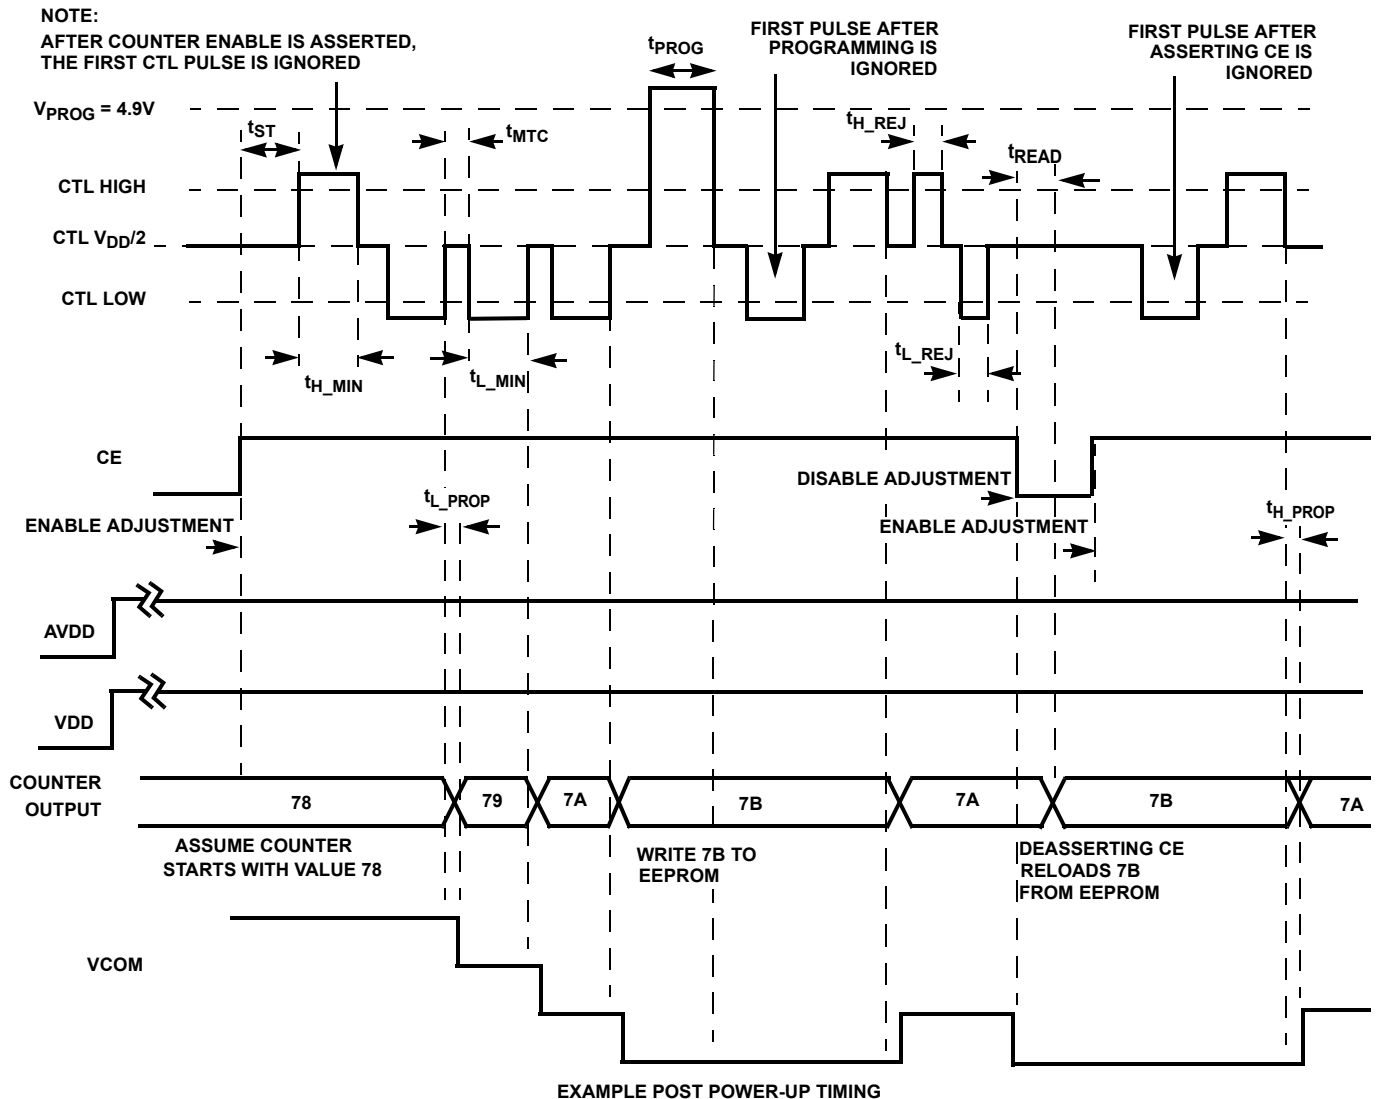 NOTE:
AFTER COUNTER ENABLE IS ASSERTED,
THE FIRST CTL PULSE IS IGNORED
tPROG
FIRST PULSE AFTER
PROGRAMMING IS
IGNORED
FIRST PULSE AFTER
ASSERTING CE IS
IGNORED
VPROG = 4.9V
tST
tMTC
tH_REJ
tREAD
CTL HIGH
CTL VDD/2
CTL LOW
tH_MIN
tL_MIN
tL_REJ
CE
DISABLE ADJUSTMENT
tL_PROP
tH_PROP
ENABLE ADJUSTMENT
ENABLE ADJUSTMENT
AVDD
VDD
COUNTER
OUTPUT
78
79
7A
7B
7A
7B
7A
ASSUME COUNTER
STARTS WITH VALUE 78
WRITE 7B TO
EEPROM
DEASSERTING CE
RELOADS 7B
FROM EEPROM
VCOM
EXAMPLE POST POWER-UP TIMING